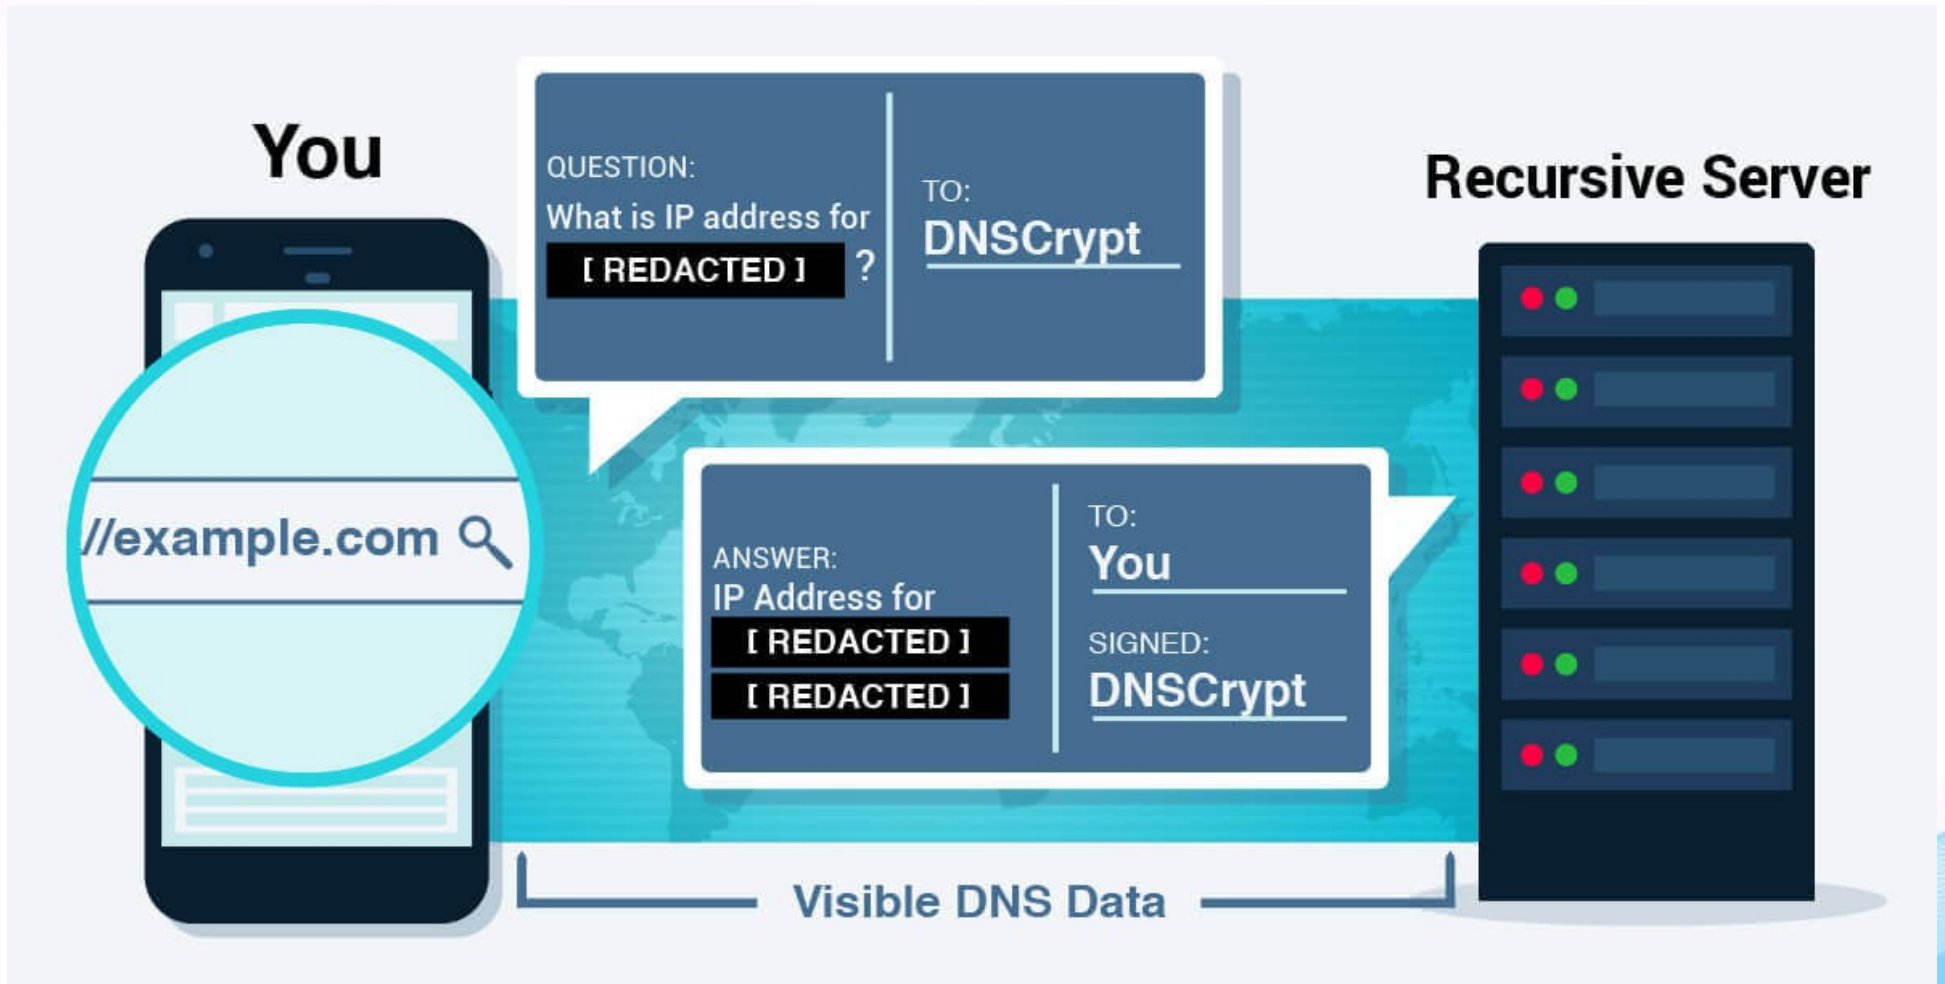 You
//example.com
QUESTION:
What is IP address for
[ REDACTED ] ?
TO:
DNSCrypt
ANSWER:
IP Address for
[ REDACTED ]
[ REDACTED ]
TO:
You
SIGNED:
DNSCrypt
Recursive Server
Visible DNS Data